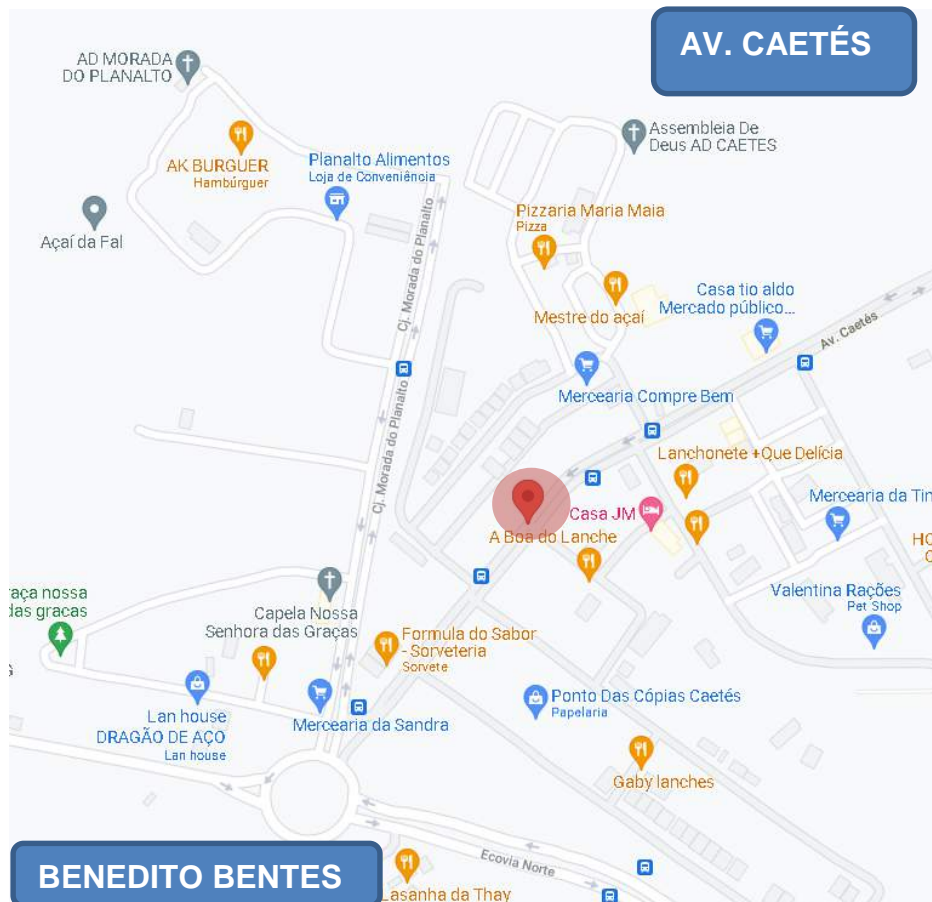 AV. CAETÉS
AD MORADA
DO PLANALTO
Assembleia De
Deus AD CAETES
AK BURGUER
Hambúrguer
Planalto Alimentos
Loja de Conveniência
Açaí da Fal
Pizzaria Maria Maia
Pizza
Cj. Morada do Planalto
Mestre do açaí
Casa tio aldo
Mercado público...
Av. Caetés
Mercearia Compre Bem
Cj. Morada do Planalto
Lanchonete +Que Delícia
Mercearia da Tin
Casa JM
A Boa do Lanche
HO
raça nossa
das gracas
Capela Nossa
Senhora das Graças
Valentina Rações
Pet Shop
Formula do Sabor
- Sorveteria
Sorvete
Lan house
DRAGÃO DE AÇO
Lan house
Mercearia da Sandra
Ponto Das Cópias Caetés
Papelaria
Gaby lanches
Ecovia Norte
BENEDITO BENTES
Lasanha da Thay